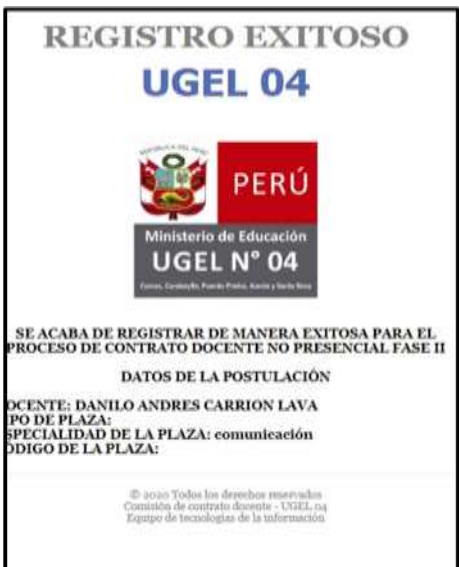 REGISTRO EXITOSO
UGEL 04
REPÚBLICA DEL PERÚ
PERÚ
Ministerio de Educación
UGEL N° 04
Comas, Carabayllo, Puente Piedra, Ancón y Santa Rosa
SE ACABA DE REGISTRAR DE MANERA EXITOSA PARA EL
PROCESO DE CONTRATO DOCENTE NO PRESENCIAL FASE II
DATOS DE LA POSTULACIÓN
OCENTE: DANILO ANDRES CARRION LAVA
IPO DE PLAZA:
SPECIALIDAD DE LA PLAZA: comunicación
ÓDIGO DE LA PLAZA:
© 2020 Todos los derechos reservados
Comisión de contrato docente - UGEL 04
Equipo de tecnologias de la información